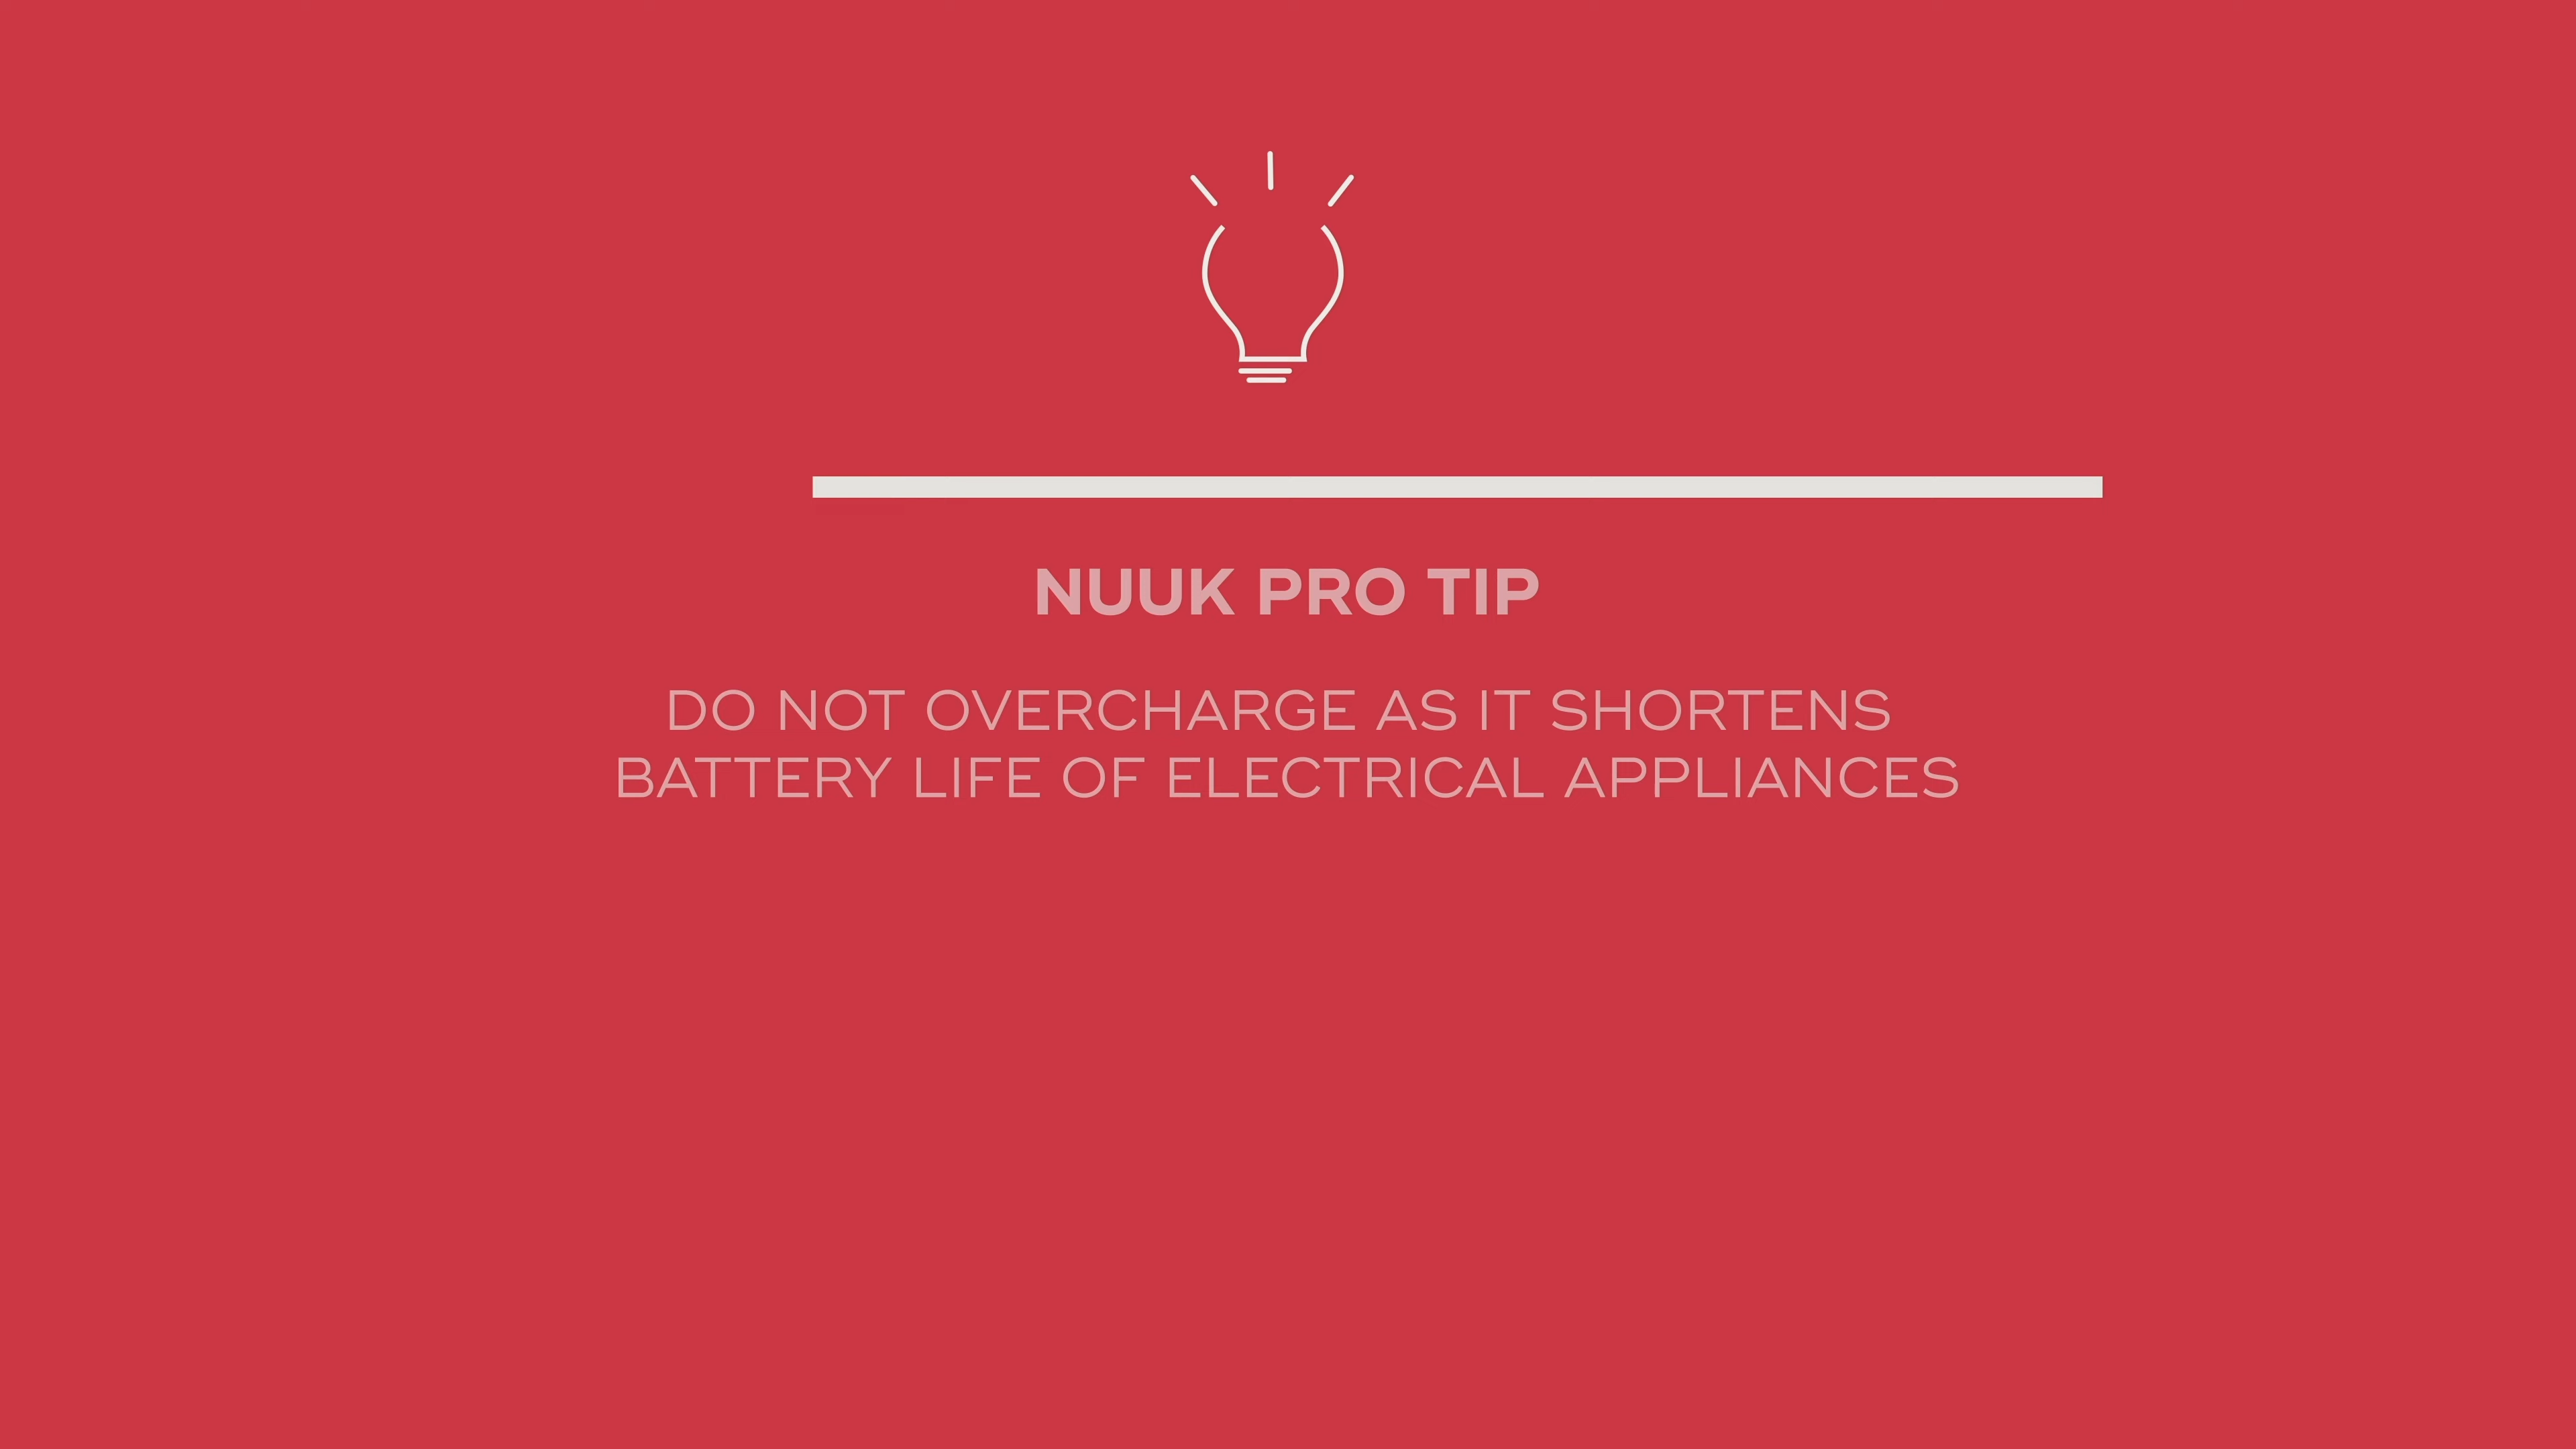 NUUK PRO TIP
DO NOT OVERCHARGE AS IT SHORTENS
BATTERY LIFE OF ELECTRICAL APPLIANCES